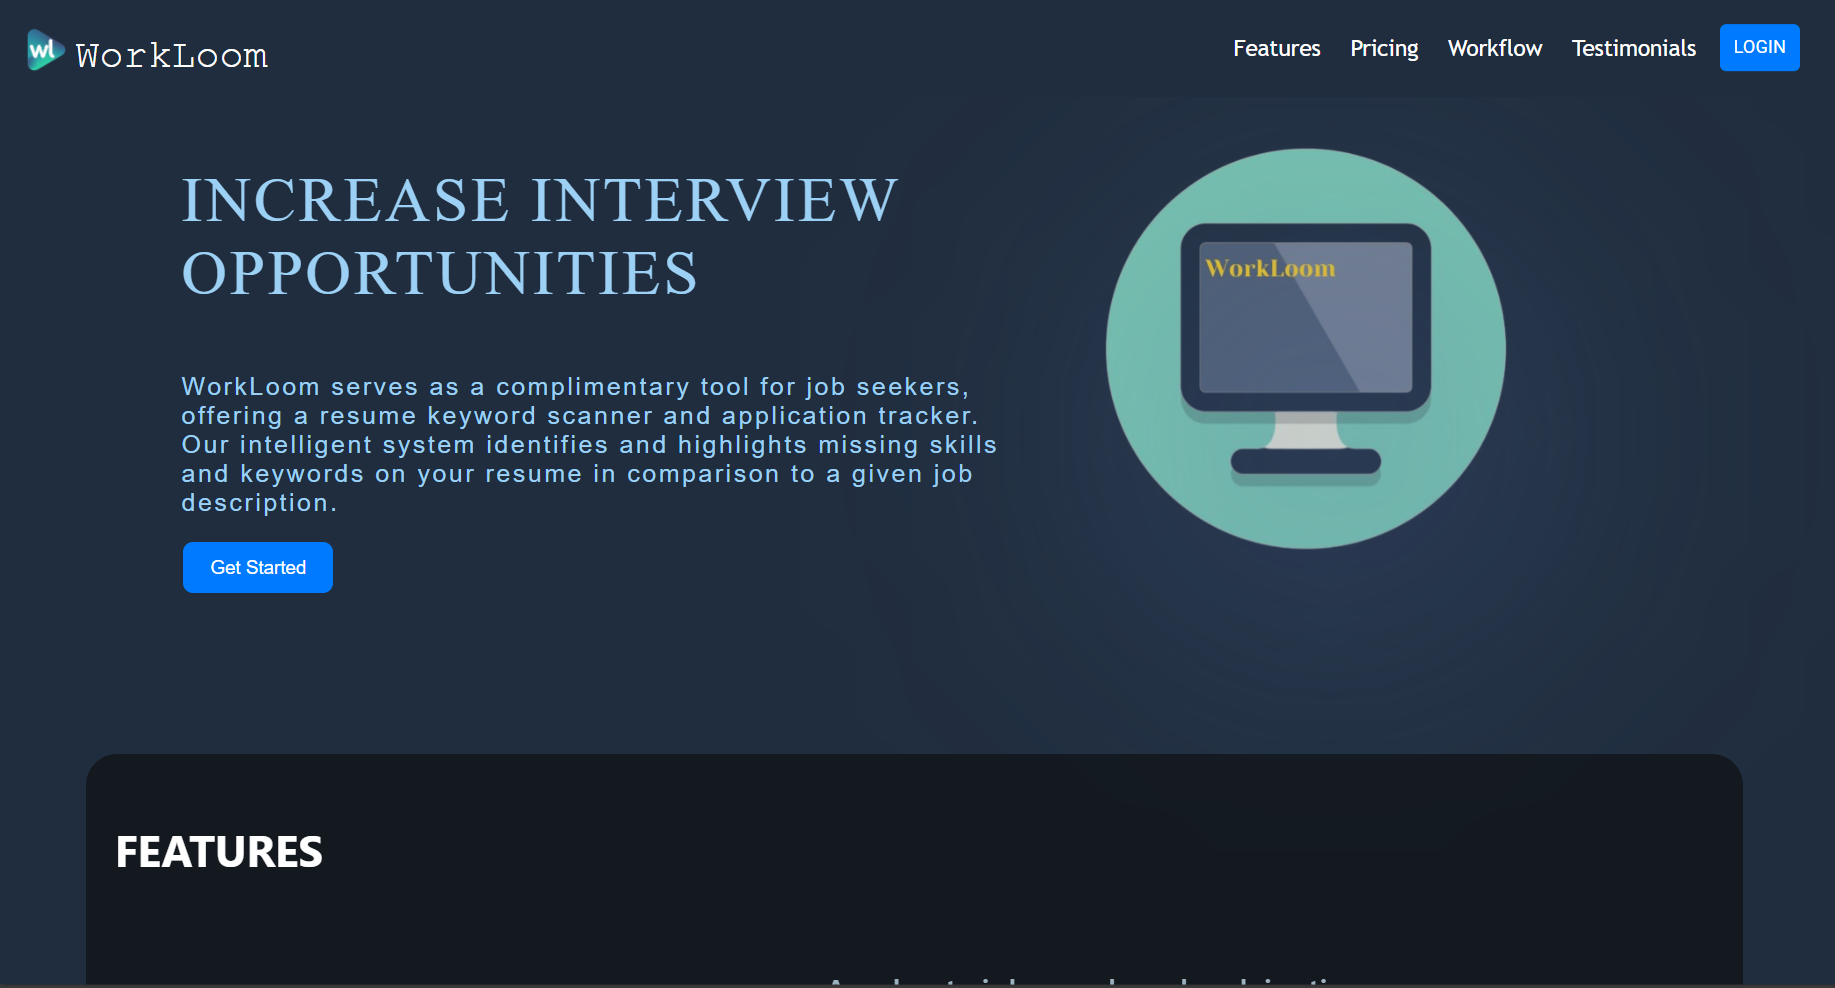 wl WorkLoom
Features Pricing Workflow Testimonials LOGIN
INCREASE INTERVIEW
OPPORTUNITIES
WorkLoom
WorkLoom serves as a complimentary tool for job seekers,
offering a resume keyword scanner and application tracker.
Our intelligent system identifies and highlights missing skills
and keywords on your resume in comparison to a given job
description.
Get Started
FEATURES